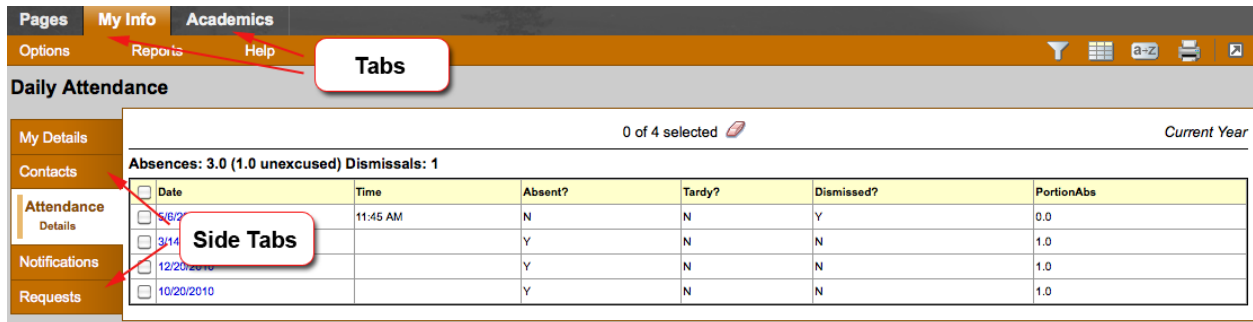 Pages My Info Academics
Options Reports Help
Tabs
a-z
Daily Attendance
My Details
Contacts
Attendance
Details
Notifications
Requests
0 of 4 selected Current Year
Absences: 3.0 (1.0 unexcused) Dismissals: 1
Date Time Absent? Tardy? Dismissed? PortionAbs
11:45 AM N N Y 0.0
Y N N 1.0
12/20/2010 Y N N 1.0
10/20/2010 Y N N 1.0
Side Tabs